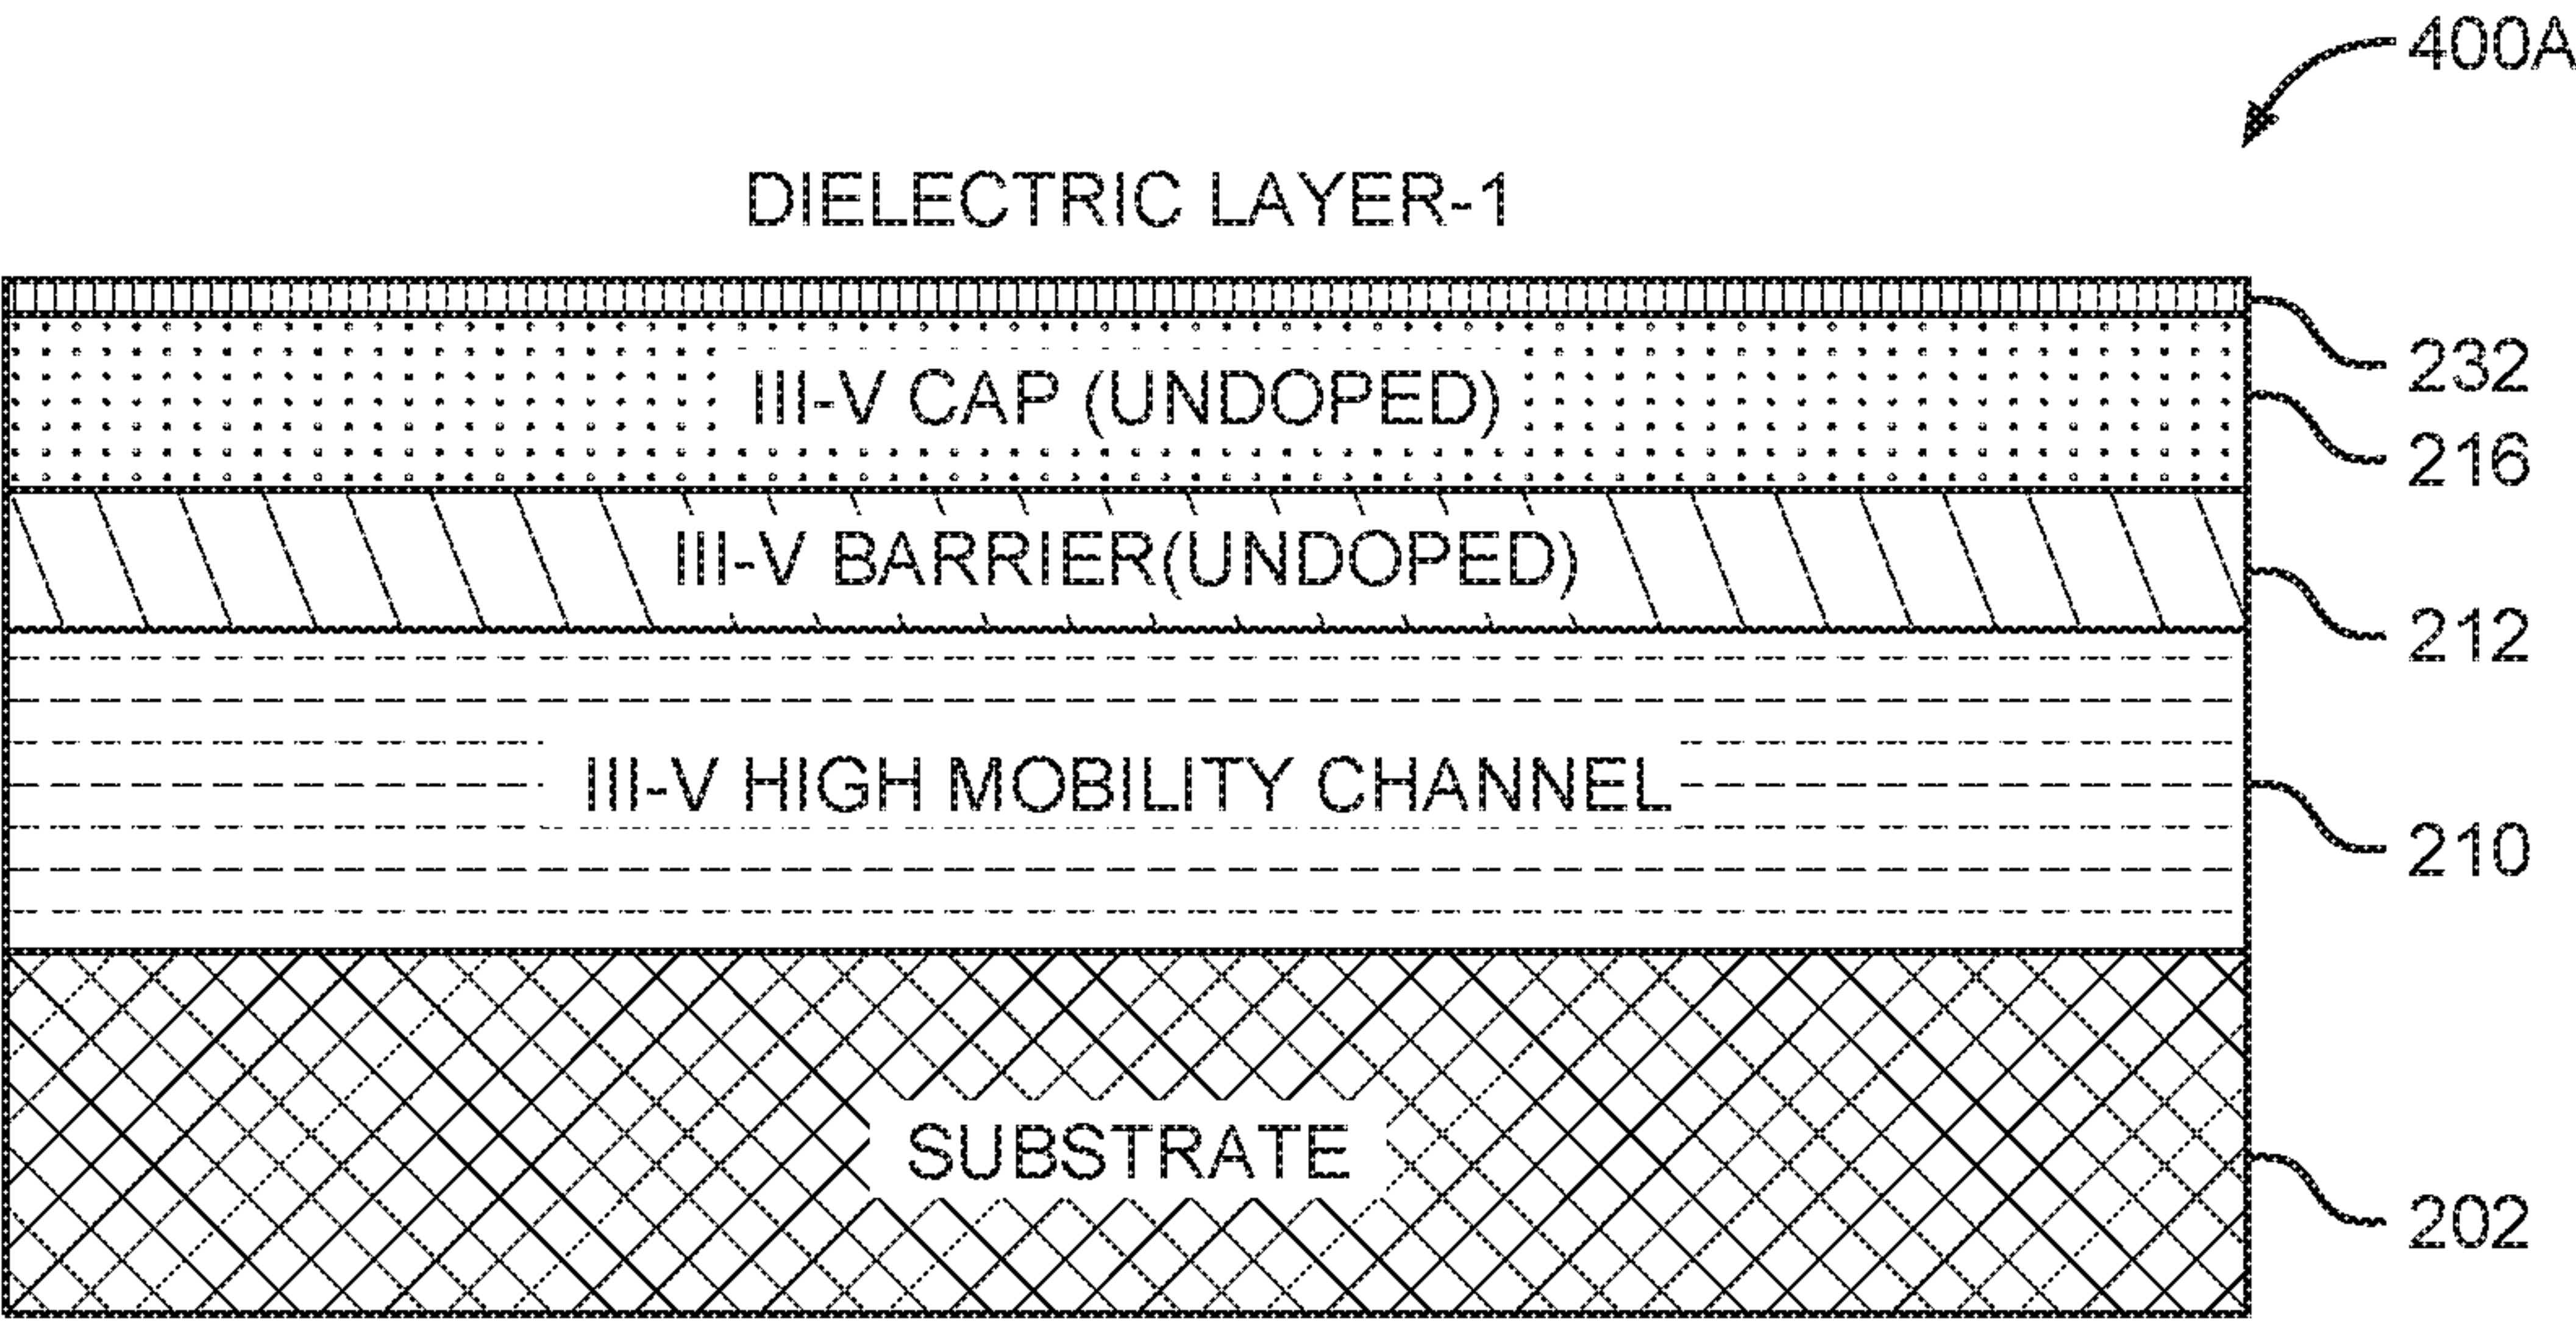 400A
DIELECTRIC LAYER-1
232
III-V CAP (UNDOPED)
216
III-V BARRIER(UNDOPED)
212
III-V HIGH MOBILITY CHANNEL
210
SUBSTRATE
202